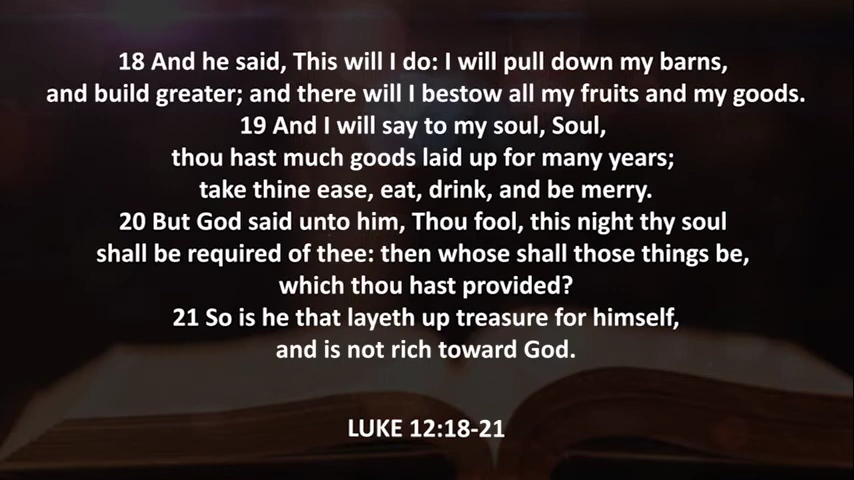 18 And he said, This will I do: I will pull down my barns,
and build greater; and there will I bestow all my fruits and my goods.
19 And I will say to my soul, Soul,
thou hast much goods laid up for many years;
take thine ease, eat, drink, and be merry.
20 But God said unto him, Thou fool, this night thy soul
shall be required of thee: then whose shall those things be,
which thou hast provided?
21 So is he that layeth up treasure for himself,
and is not rich toward God.
LUKE 12:18-21